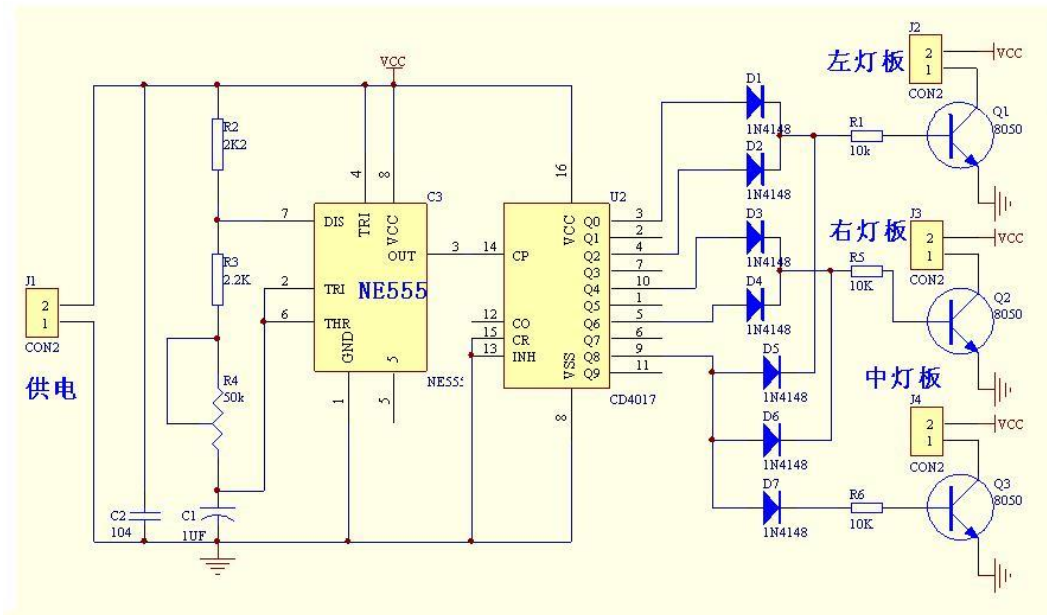 VCC
J1
2
1
CON2
供电
C2
104
R2
2K2
R3
2.2K
R4
50k
C1
1UF
4
8
C3
7
DIS
TRI
VCC
OUT
3
2
TRI
NE555
6
THR
GND
5
1
5
14
16
U2
CP
VCC
Q0
3
Q1
2
Q2
4
Q3
7
Q4
10
Q5
1
12
CO
Q6
5
15
CR
Q7
6
13
INH
Q8
9
VSS
Q9
11
8
CD4017
D1
1N4148
D2
1N4148
D3
1N4148
D4
1N4148
D5
1N4148
D6
1N4148
D7
1N4148
R1
10k
R5
10K
R6
10K
左灯板
J2
2
1
VCC
CON2
Q1
8050
右灯板
J3
2
1
VCC
CON2
Q2
8050
中灯板
J4
2
1
VCC
CON2
Q3
8050